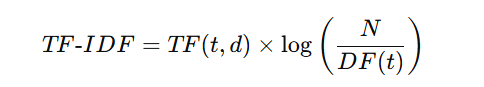 TF-IDF = TF(t, d) × log(N/DF(t))